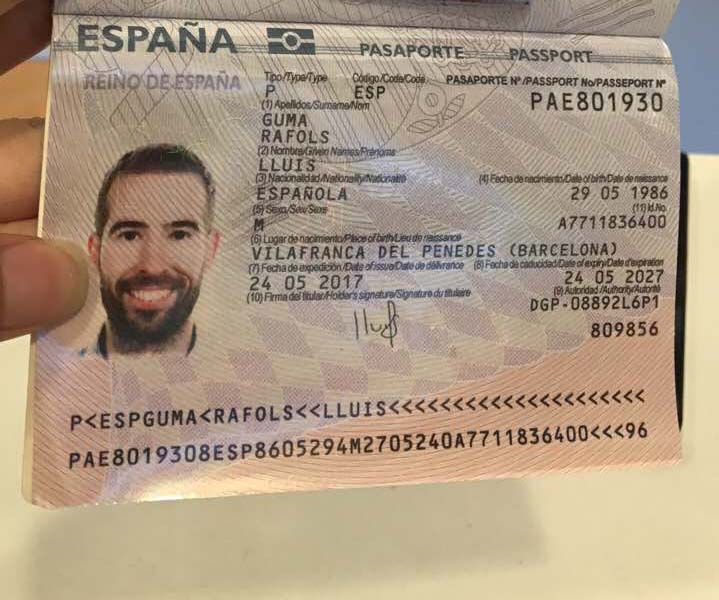 ESPAÑA PASAPORTE PASSPORT
REINO DE ESPAÑA
Tipo/Type/Type Código/Code/Code PASAPORTE Nº/PASSPORT No/PASSEPORT Nº
P ESP PAE801930
(1) Apellidos/Surname/Nom
GUMA
RAFOLS
(2) Nombre/Given Names/Prénoms
LLUIS
(3) Nacionalidad/Nationality/Nationalité (4) Fecha de nacimiento/Date of birth/Date de naissance
ESPAÑOLA 29 05 1986
(5) Sexo/Sex/Sexe (11) Id.No.
M A7711836400
(6) Lugar de nacimiento/Place of birth/Lieu de naissance
VILAFRANCA DEL PENEDES (BARCELONA)
(7) Fecha de expedición/Date of issue/Date de délivrance (8) Fecha de caducidad/Date of expiry/Date d'expiration
24 05 2017 24 05 2027
(10) Firma del titular/Holder's signature/Signature du titulaire (9) Autoridad/Authority/Autorité
DGP-08892L6P1
809856
P<ESPGUMA<RAFOLS<<LLUIS<<<<<<<<<<<<<<<<<<<<<
PAE8019308ESP8605294M2705240A7711836400<<<96